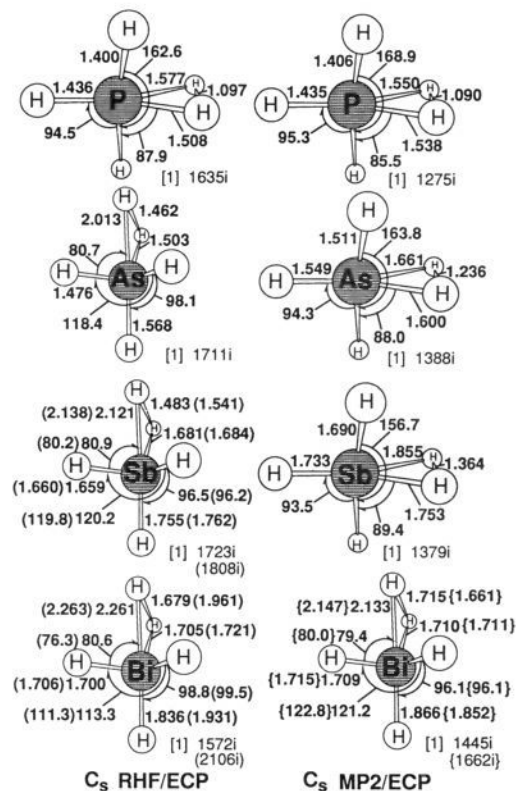 H H
1.400 162.6 1.406 168.9
1.436 1.577 H 1.435 1.550 H
H P 1.097 H P 1.090
H H
94.5 1.508 95.3 1.538
87.9 85.5
H [1] 1635i H [1] 1275i
H H
2.013 1.462 1.511 163.8
H 1.503 1.661
80.7 1.549 H
H As H H As 1.236
1.476 98.1 94.3 H
118.4 1.568 88.0 1.600
H H
[1] 1711i [1] 1388i
H H
1.483(1.541) 1.690 156.7
(2.138)2.121 H 1.855
(80.2)80.9 1.681(1.684) 1.733 H
H Sb H H Sb 1.364
(1.660)1.659 96.5(96.2) 93.5 H
(119.8)120.2 1.755(1.762) 89.4 1.753
H [1] 1723i H [1] 1379i
(1808i)
H H
1.679(1.961) 1.715{1.661}
(2.263)2.261 H {2.147}2.133 H
(76.3)80.6 1.705(1.721) {80.0}79.4 1.710{1.711}
H Bi H H Bi H
(1.706)1.700 98.8(99.5) {1.715}1.709 96.1{96.1}
(111.3)113.3 1.836(1.931) {122.8}121.2 1.866{1.852}
H [1] 1572i H [1] 1445i
(2106i) {1662i}
Cs RHF/ECP Cs MP2/ECP